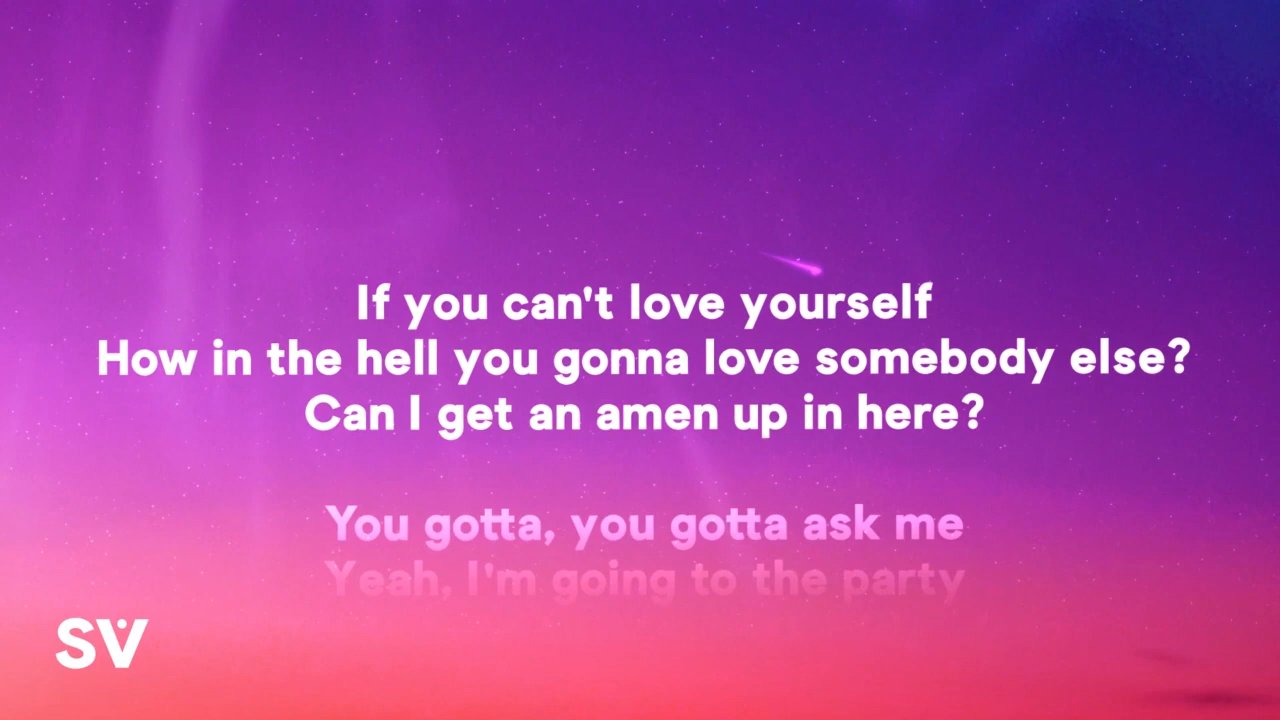 If you can't love yourself
How in the hell you gonna love somebody else?
Can I get an amen up in here?
You gotta, you gotta ask me
Yeah, I'm going to the party
SV